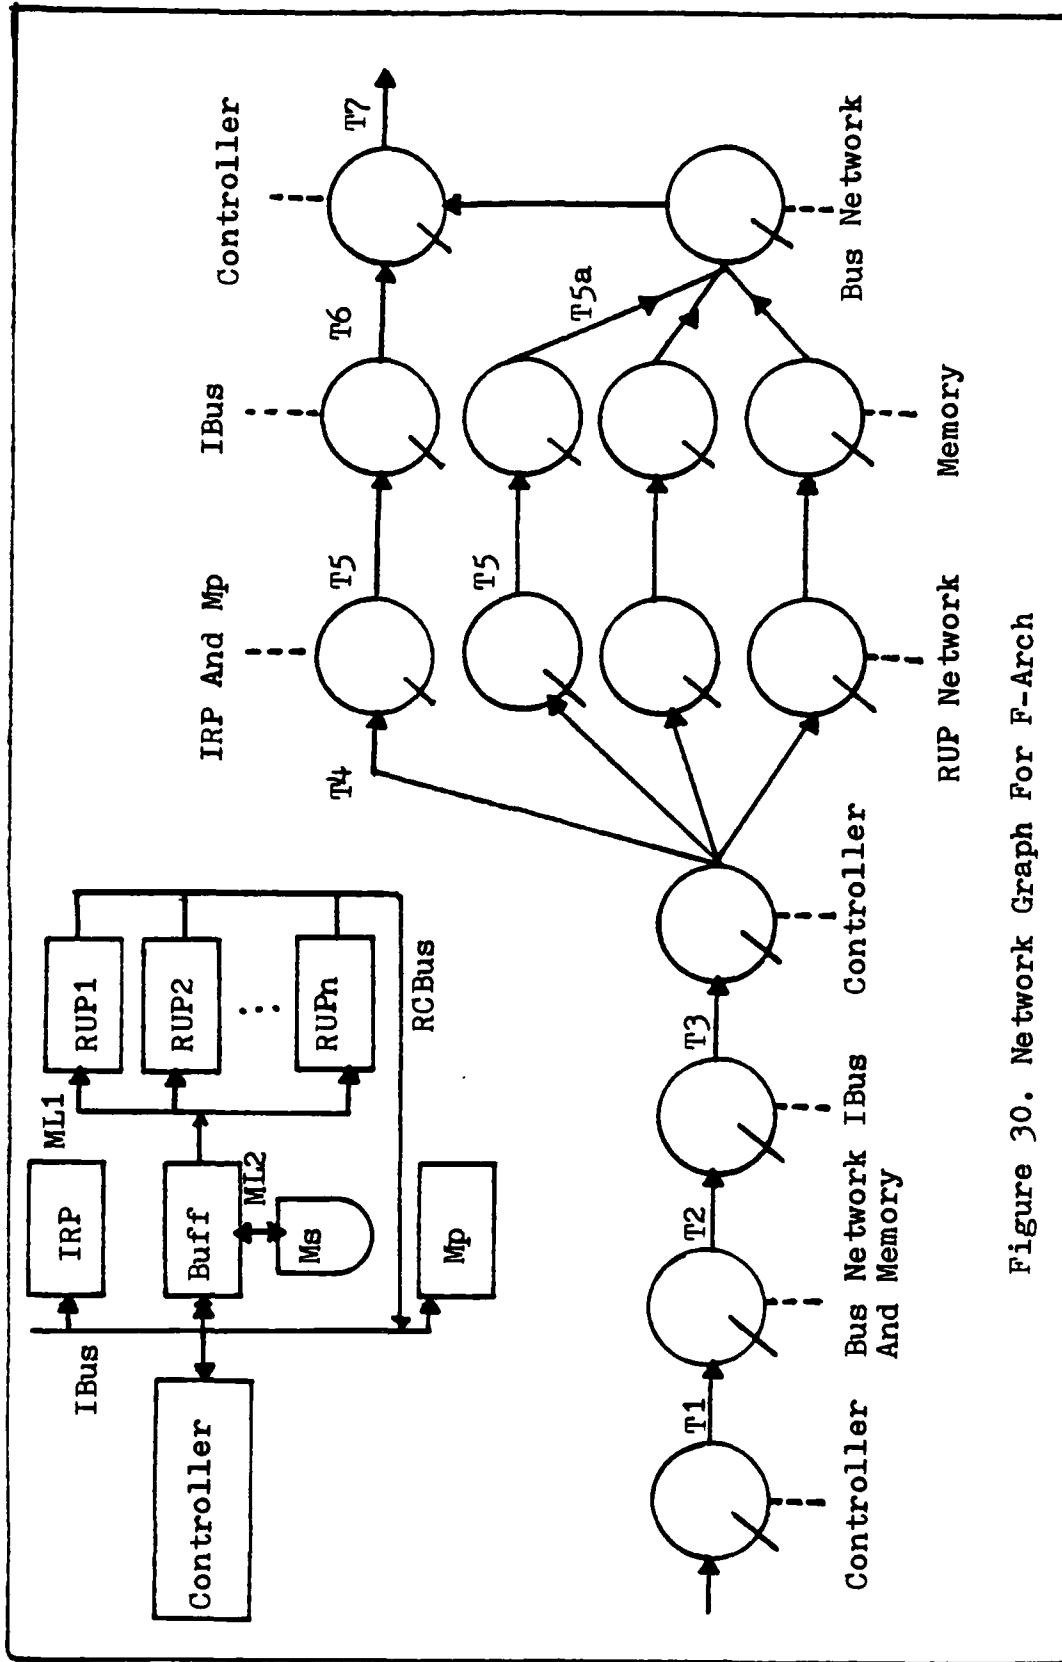 IBus
IRP
ML1
RUP1
Controller
Buff
RUP2
ML2
Ms
RUPn
Mp
RCBus
IRP And Mp
IBus
Controller
T4
T5
T6
T7
T5
T5a
T1
T2
T3
Controller
Bus Network
And Memory
IBus
Controller
RUP Network
Memory
Bus Network
Figure 30. Network Graph For F-Arch